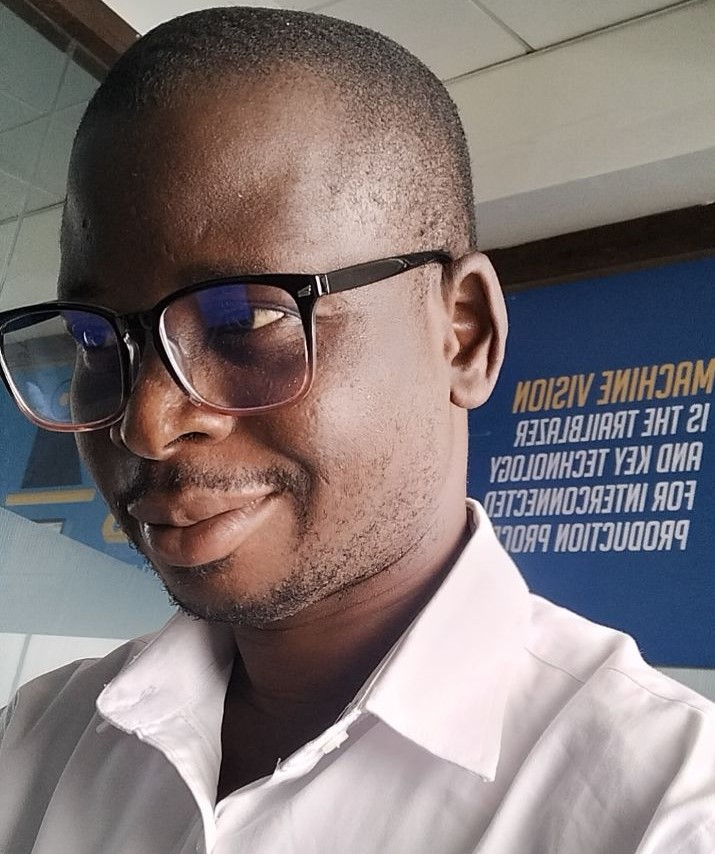 MACHINE VISION
IS THE TRAILBLAZER
AND KEY TECHNOLOGY
FOR INTERCONNECTED
PRODUCTION